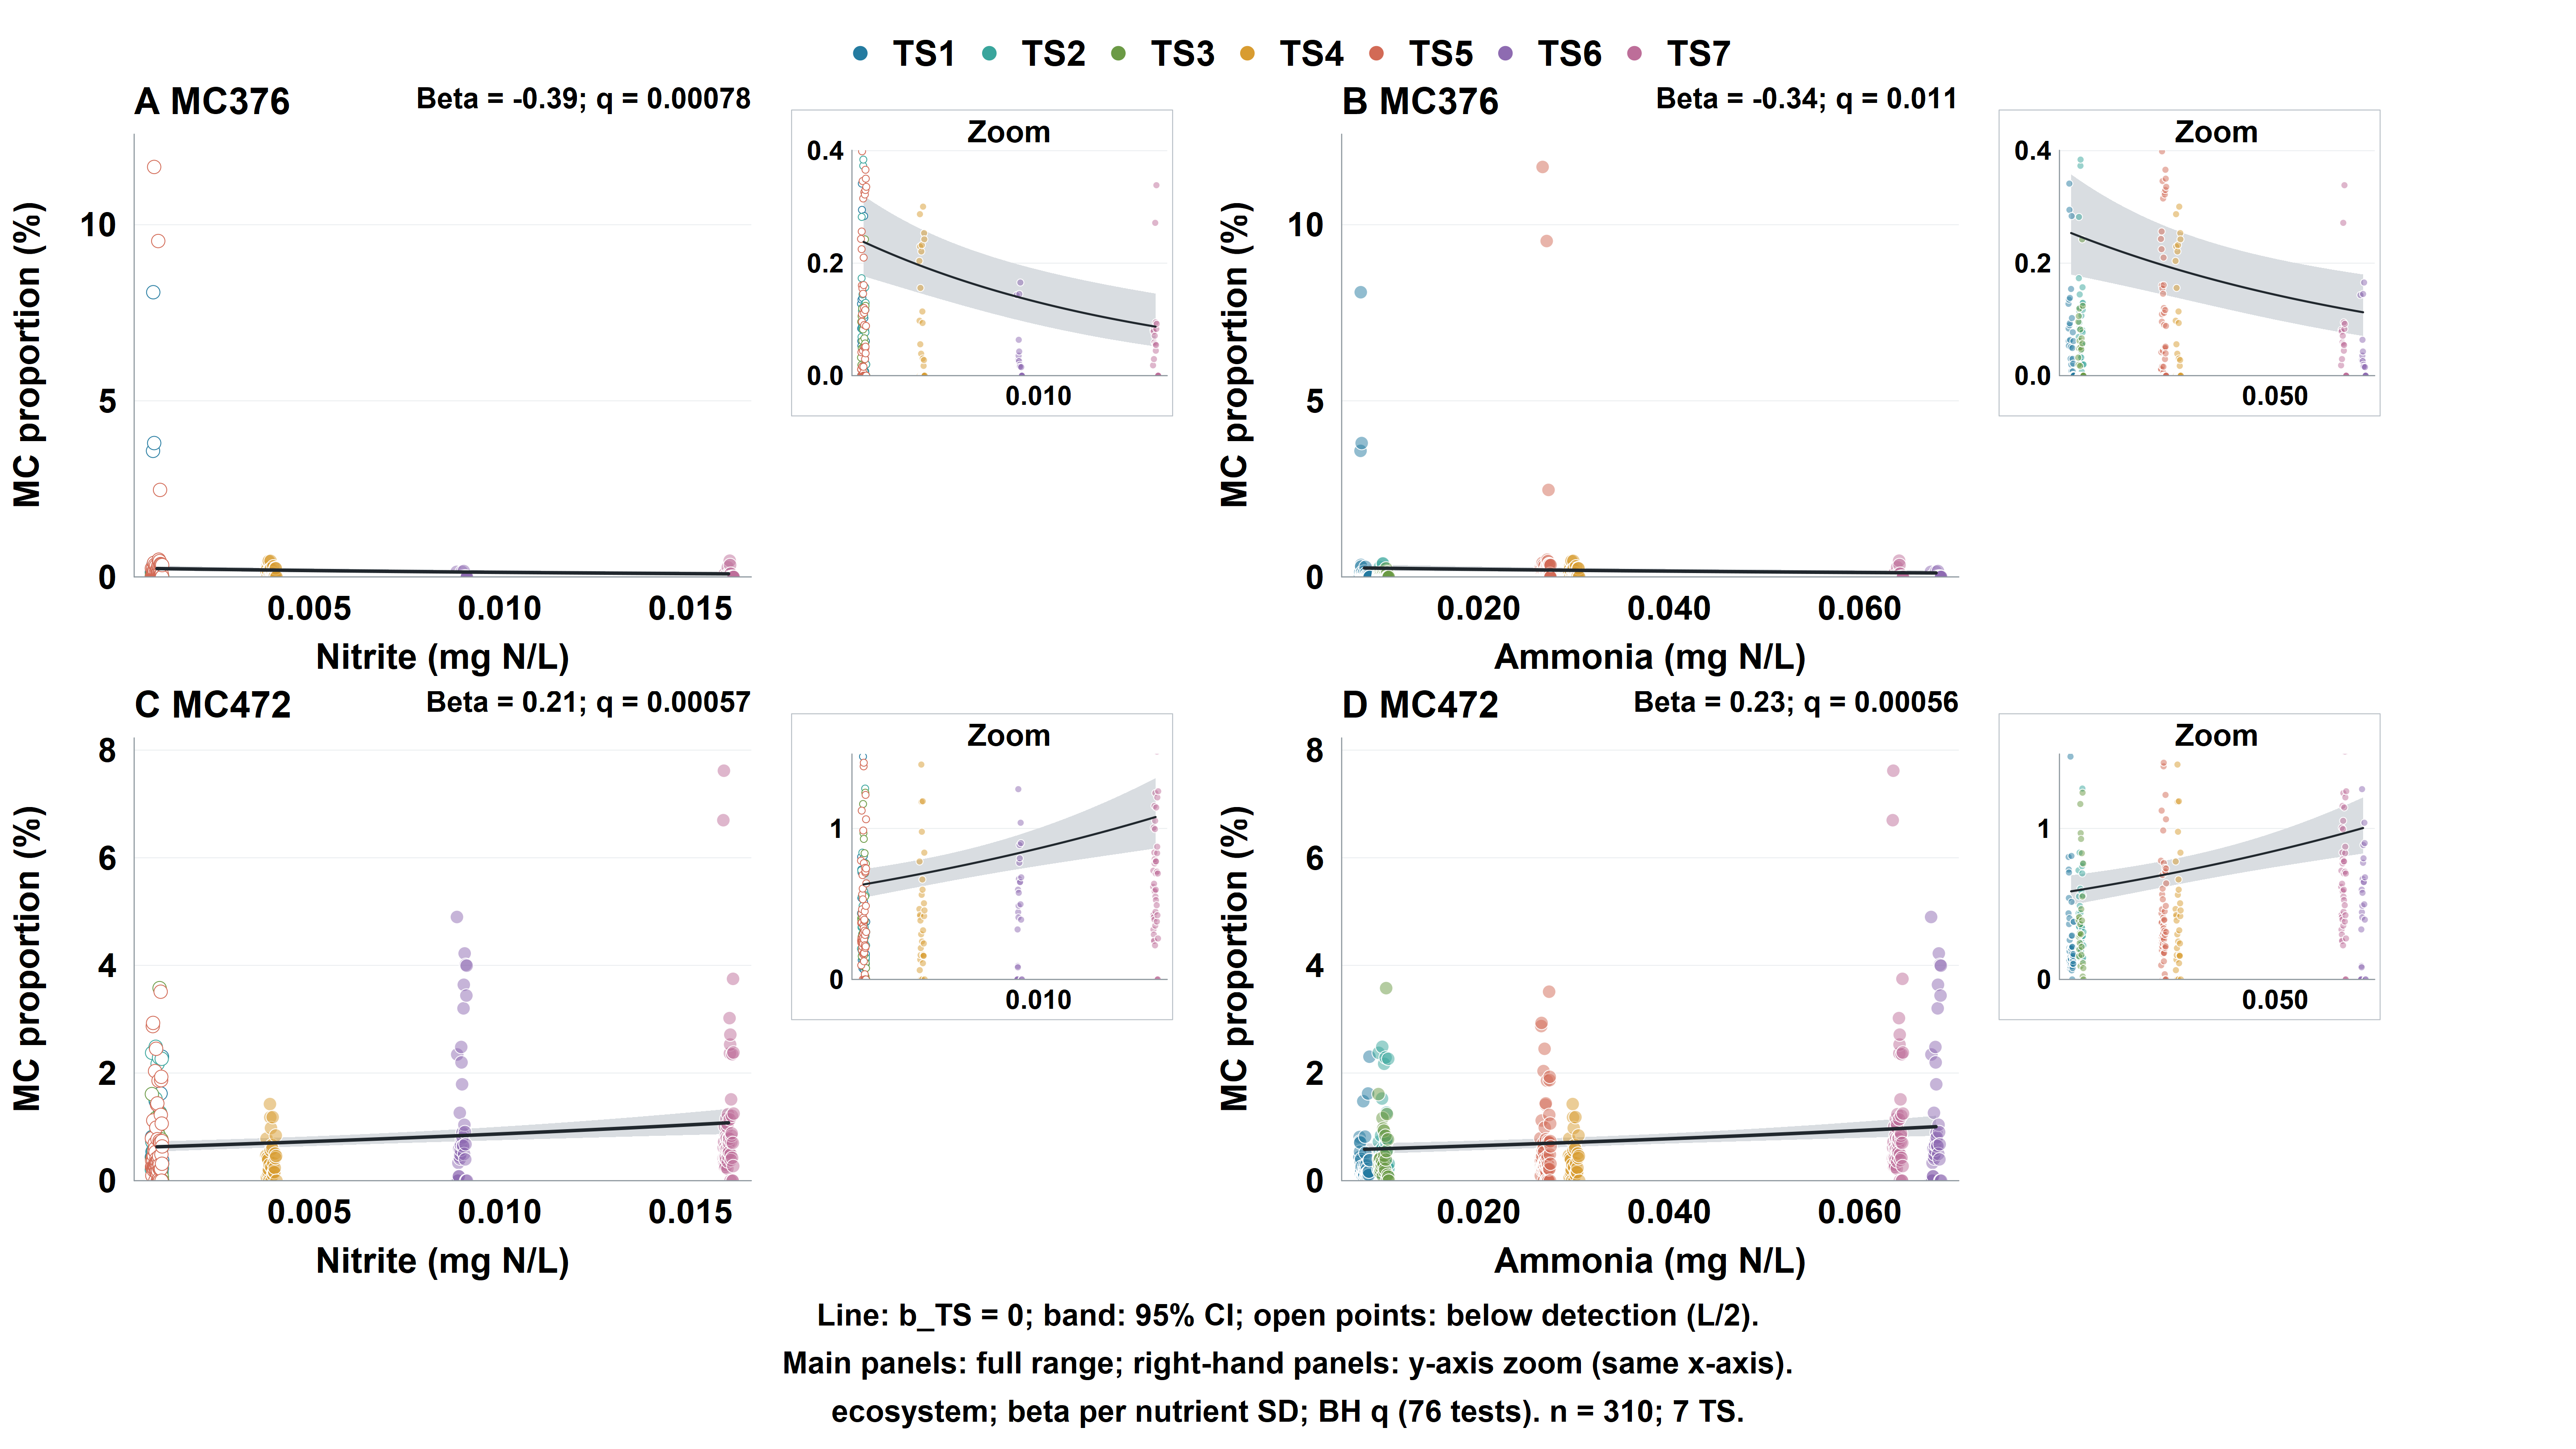 TS1 TS2 TS3 TS4 TS5 TS6 TS7
A MC376
Beta = -0.39; q = 0.00078
MC proportion (%)
10
5
0
0.005 0.010 0.015
Nitrite (mg N/L)
Zoom
0.4
0.2
0.0
0.010
B MC376
Beta = -0.34; q = 0.011
MC proportion (%)
10
5
0
0.020 0.040 0.060
Ammonia (mg N/L)
Zoom
0.4
0.2
0.0
0.050
C MC472
Beta = 0.21; q = 0.00057
MC proportion (%)
8
6
4
2
0
0.005 0.010 0.015
Nitrite (mg N/L)
Zoom
1
0
0.010
D MC472
Beta = 0.23; q = 0.00056
MC proportion (%)
8
6
4
2
0
0.020 0.040 0.060
Ammonia (mg N/L)
Zoom
1
0
0.050
Line: b_TS = 0; band: 95% CI; open points: below detection (L/2).
Main panels: full range; right-hand panels: y-axis zoom (same x-axis).
ecosystem; beta per nutrient SD; BH q (76 tests). n = 310; 7 TS.